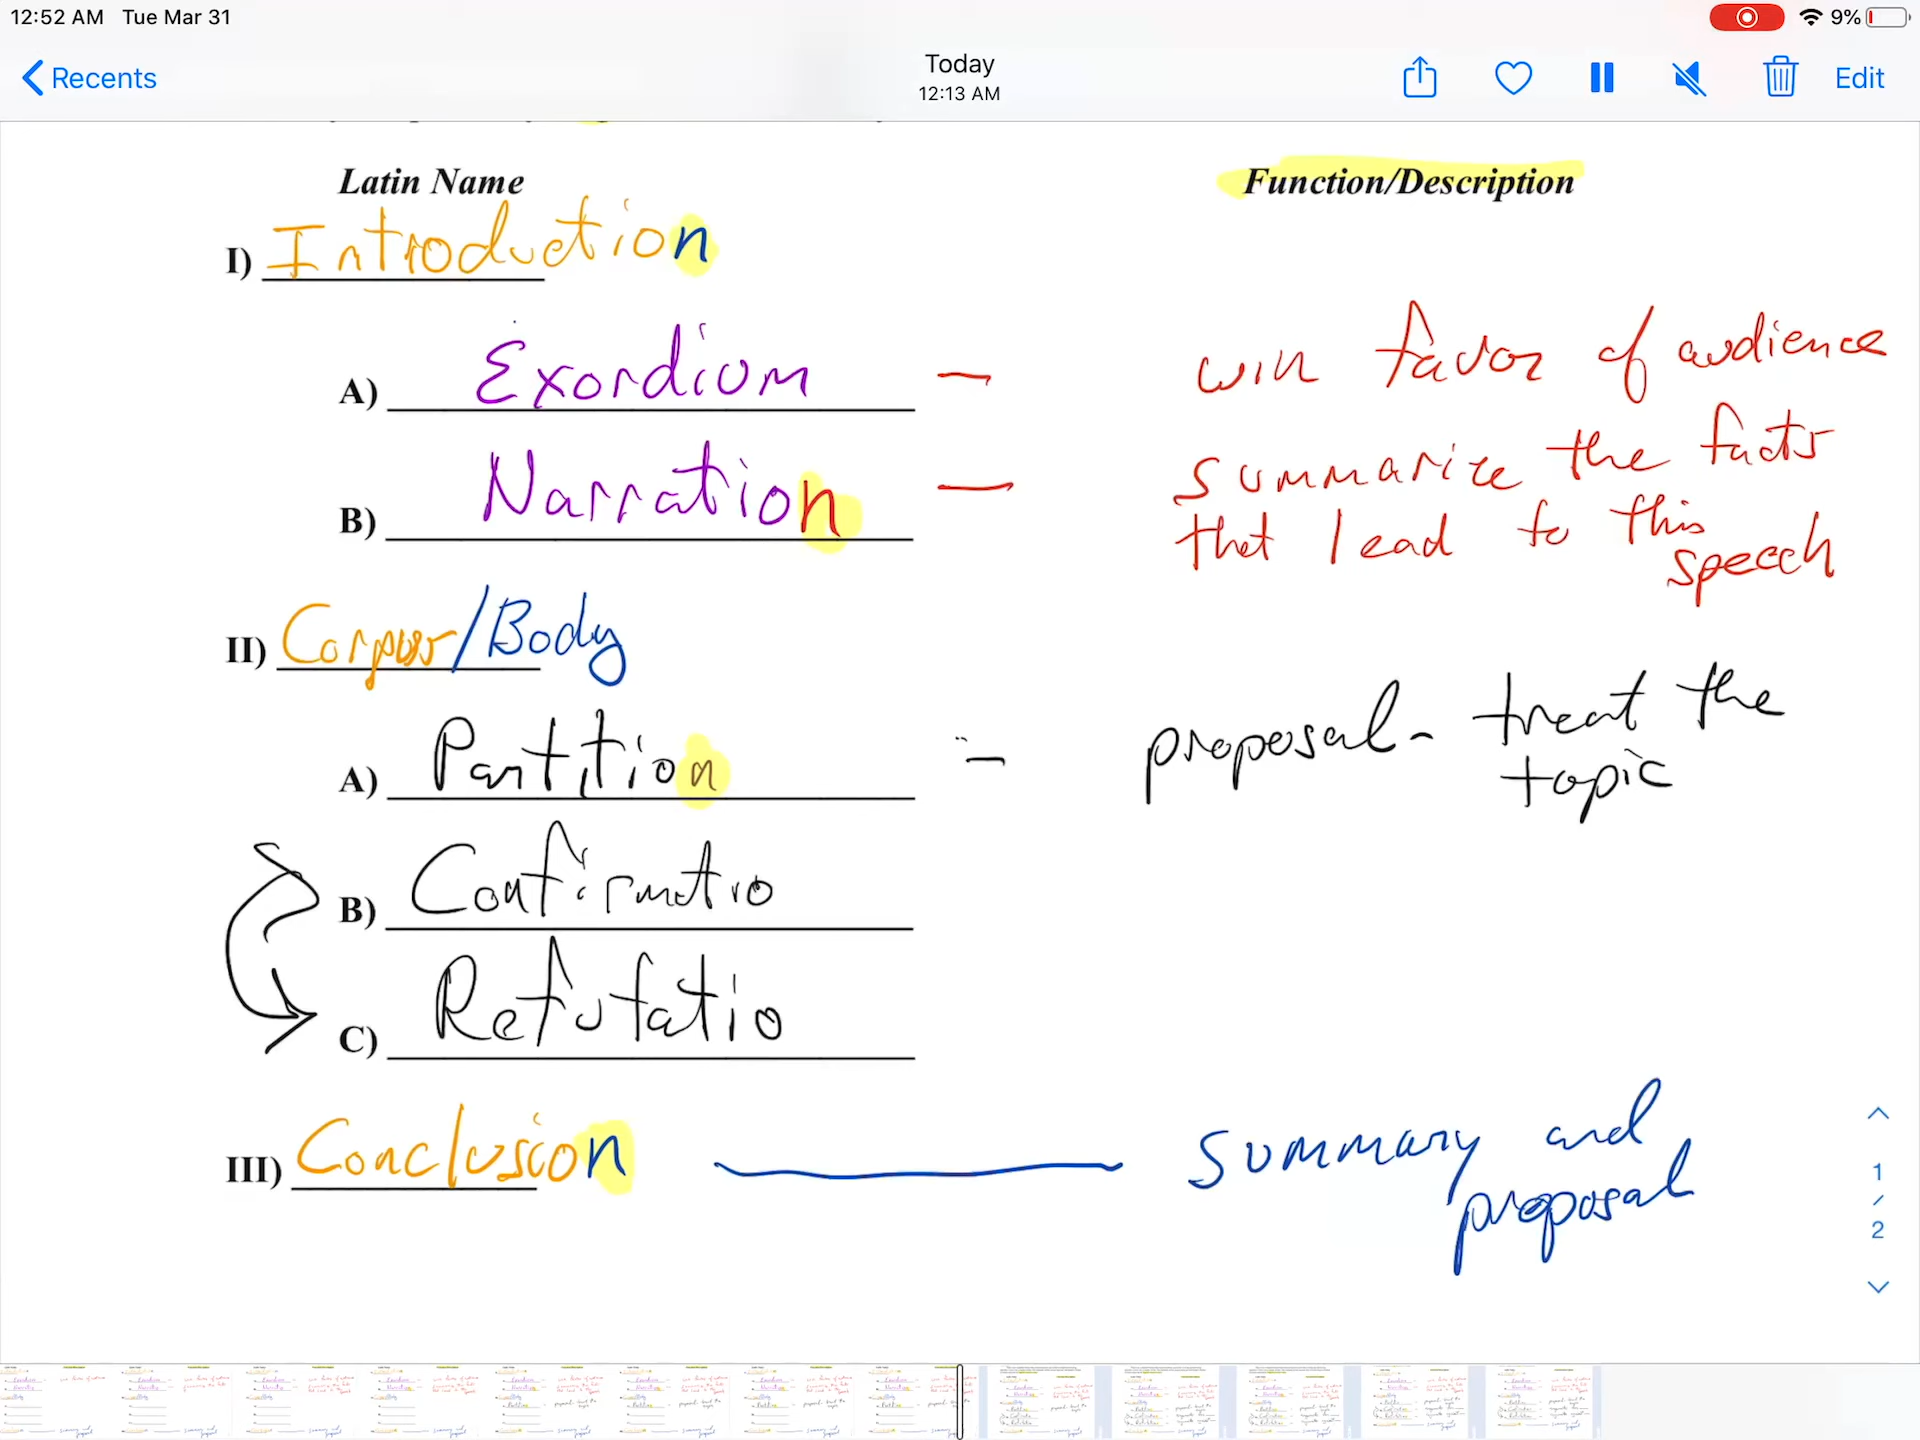 12:52 AM Tue Mar 31
9%
Recents
Today
12:13 AM
Edit
Latin Name
Function/Description
I) Introduction
A) Exordium — win favor of audience
B) Narration — summarize the facts
that lead to this
speech
II) Corpus/Body
A) Partition — proposal - treat the
topic
B) Confirmatio
C) Refutatio
III) Conclusion — summary and
proposal
1
/
2